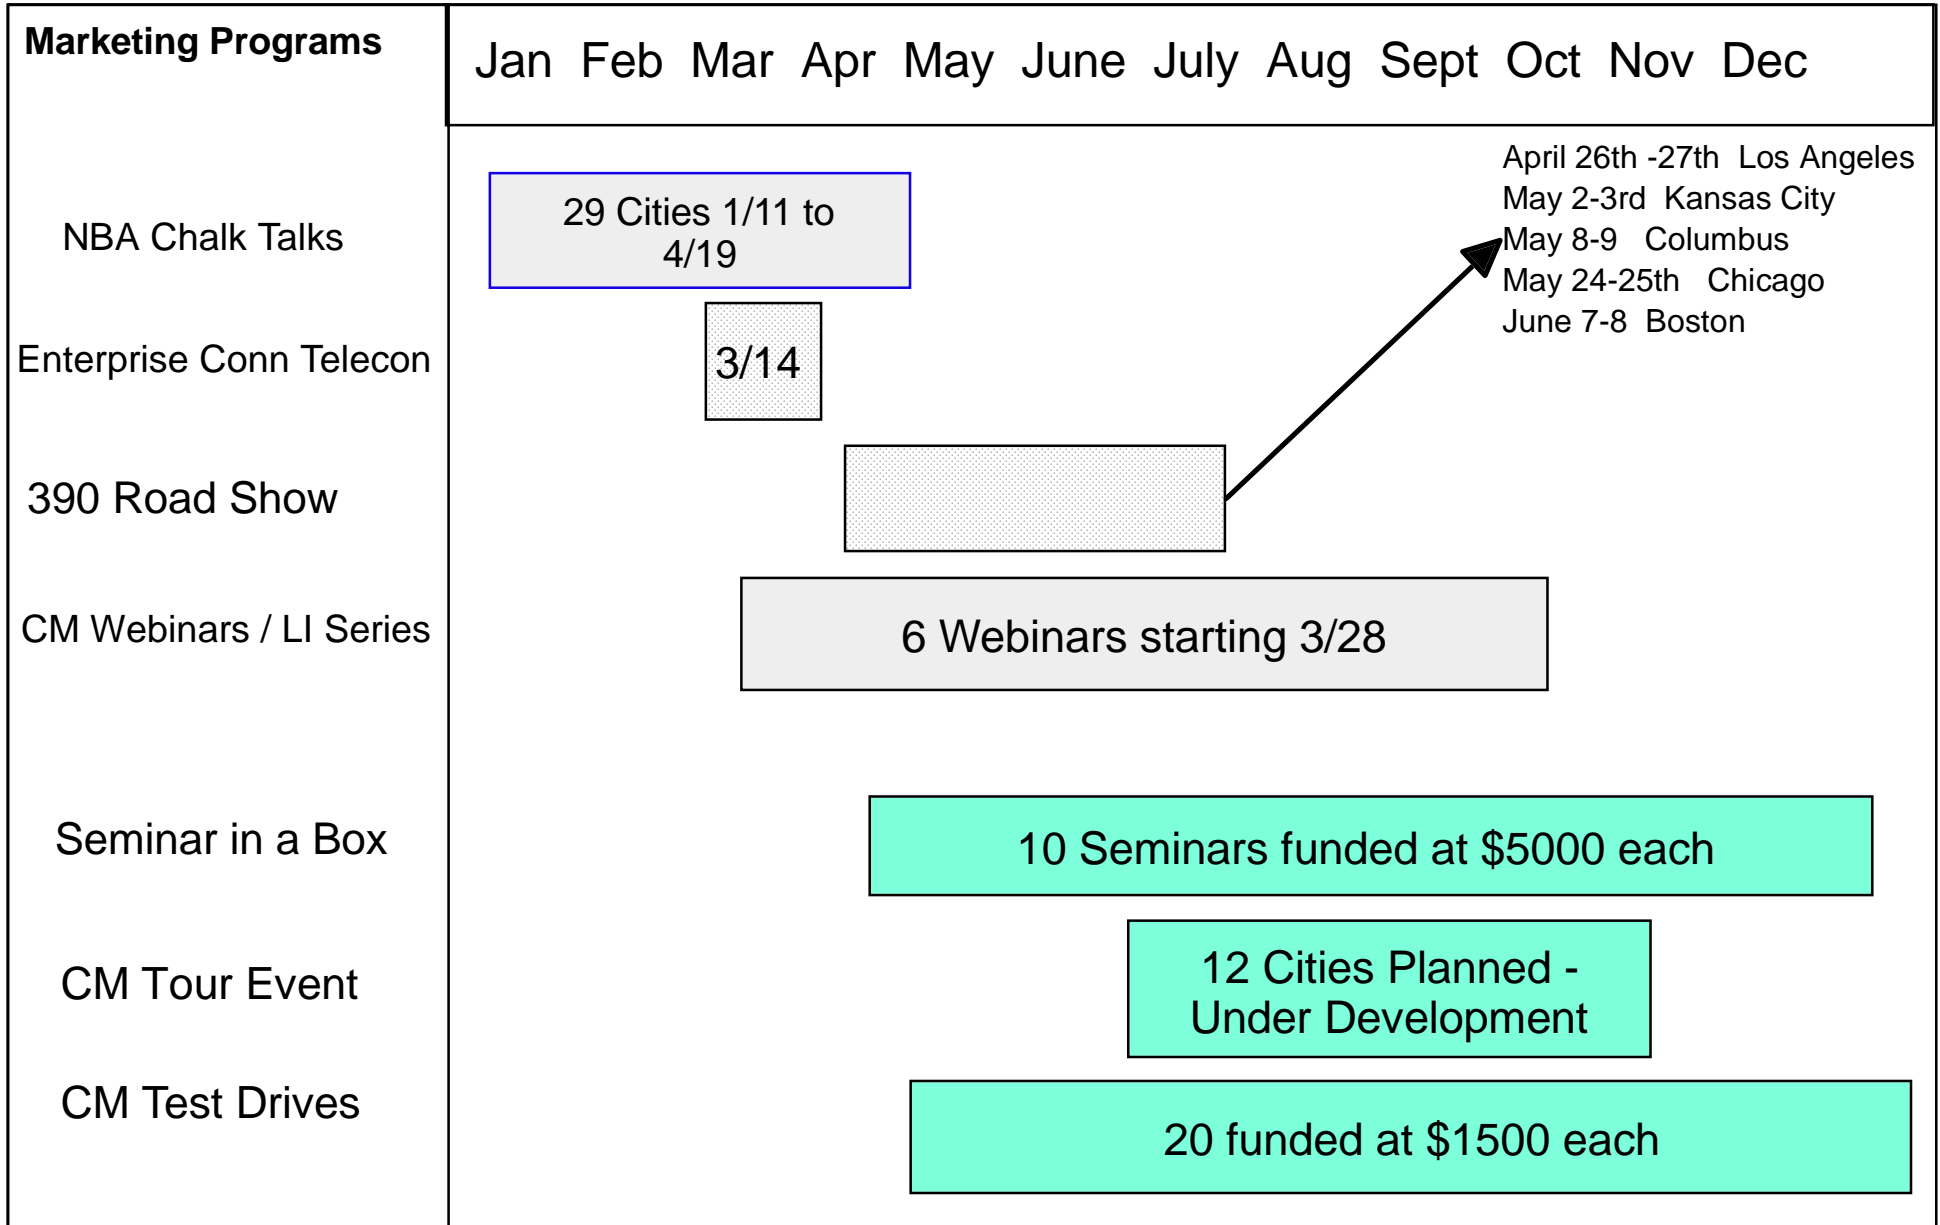 Marketing Programs
Jan Feb Mar Apr May June July Aug Sept Oct Nov Dec
April 26th -27th Los Angeles
May 2-3rd Kansas City
May 8-9 Columbus
May 24-25th Chicago
June 7-8 Boston
NBA Chalk Talks
29 Cities 1/11 to
4/19
Enterprise Conn Telecon
3/14
390 Road Show
CM Webinars / LI Series
6 Webinars starting 3/28
Seminar in a Box
10 Seminars funded at $5000 each
CM Tour Event
12 Cities Planned -
Under Development
CM Test Drives
20 funded at $1500 each